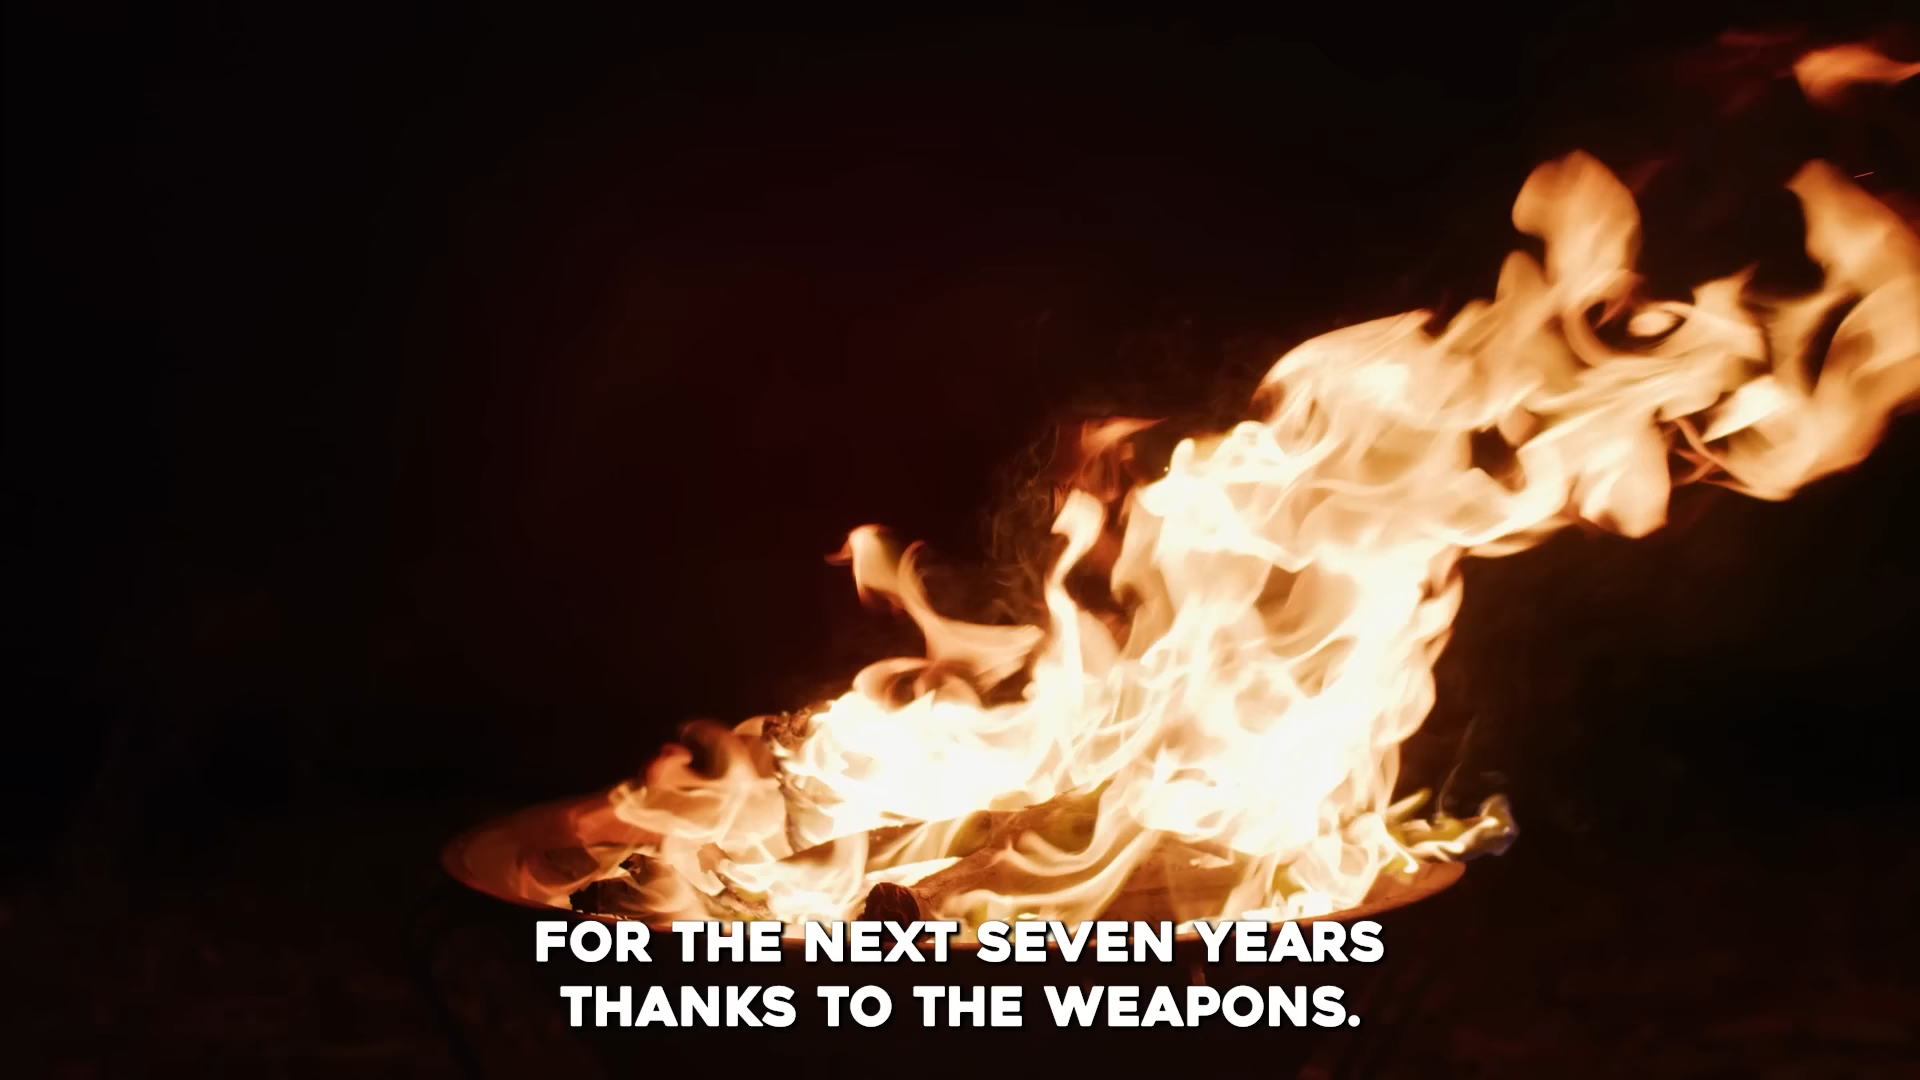 FOR THE NEXT SEVEN YEARS
THANKS TO THE WEAPONS.